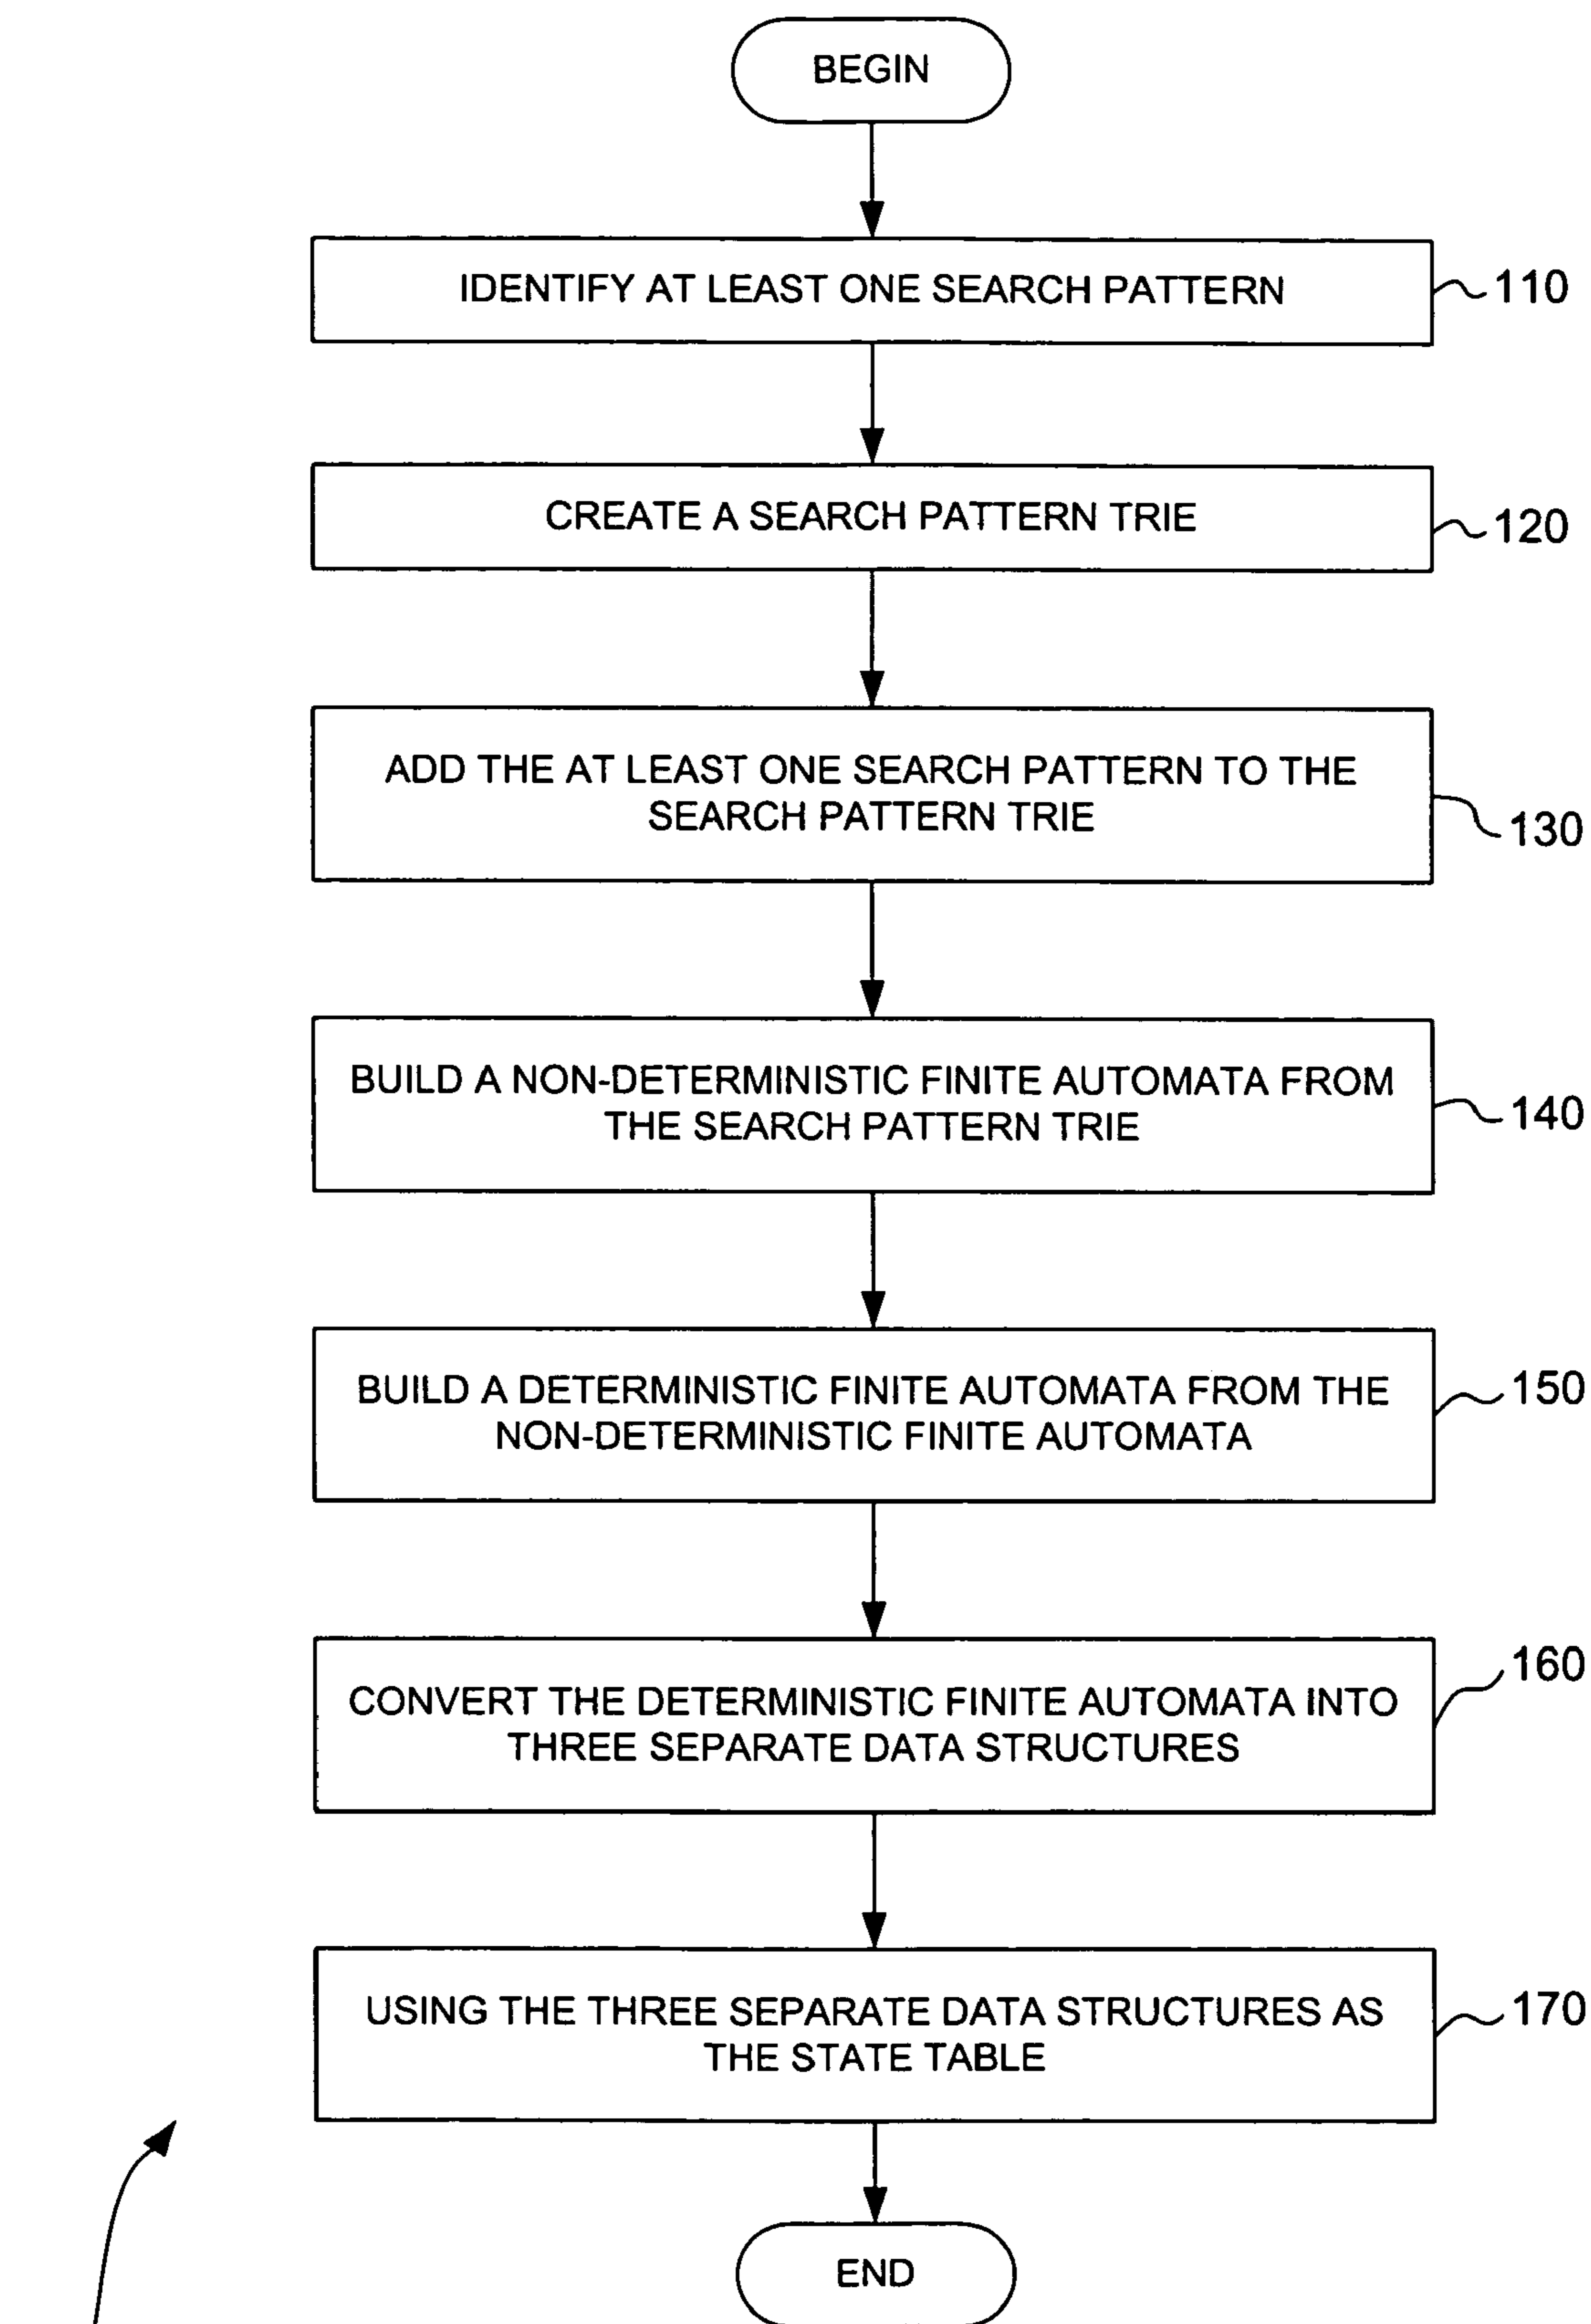 BEGIN
IDENTIFY AT LEAST ONE SEARCH PATTERN
110
CREATE A SEARCH PATTERN TRIE
120
ADD THE AT LEAST ONE SEARCH PATTERN TO THE
SEARCH PATTERN TRIE
130
BUILD A NON-DETERMINISTIC FINITE AUTOMATA FROM
THE SEARCH PATTERN TRIE
140
BUILD A DETERMINISTIC FINITE AUTOMATA FROM THE
NON-DETERMINISTIC FINITE AUTOMATA
150
CONVERT THE DETERMINISTIC FINITE AUTOMATA INTO
THREE SEPARATE DATA STRUCTURES
160
USING THE THREE SEPARATE DATA STRUCTURES AS
THE STATE TABLE
170
END